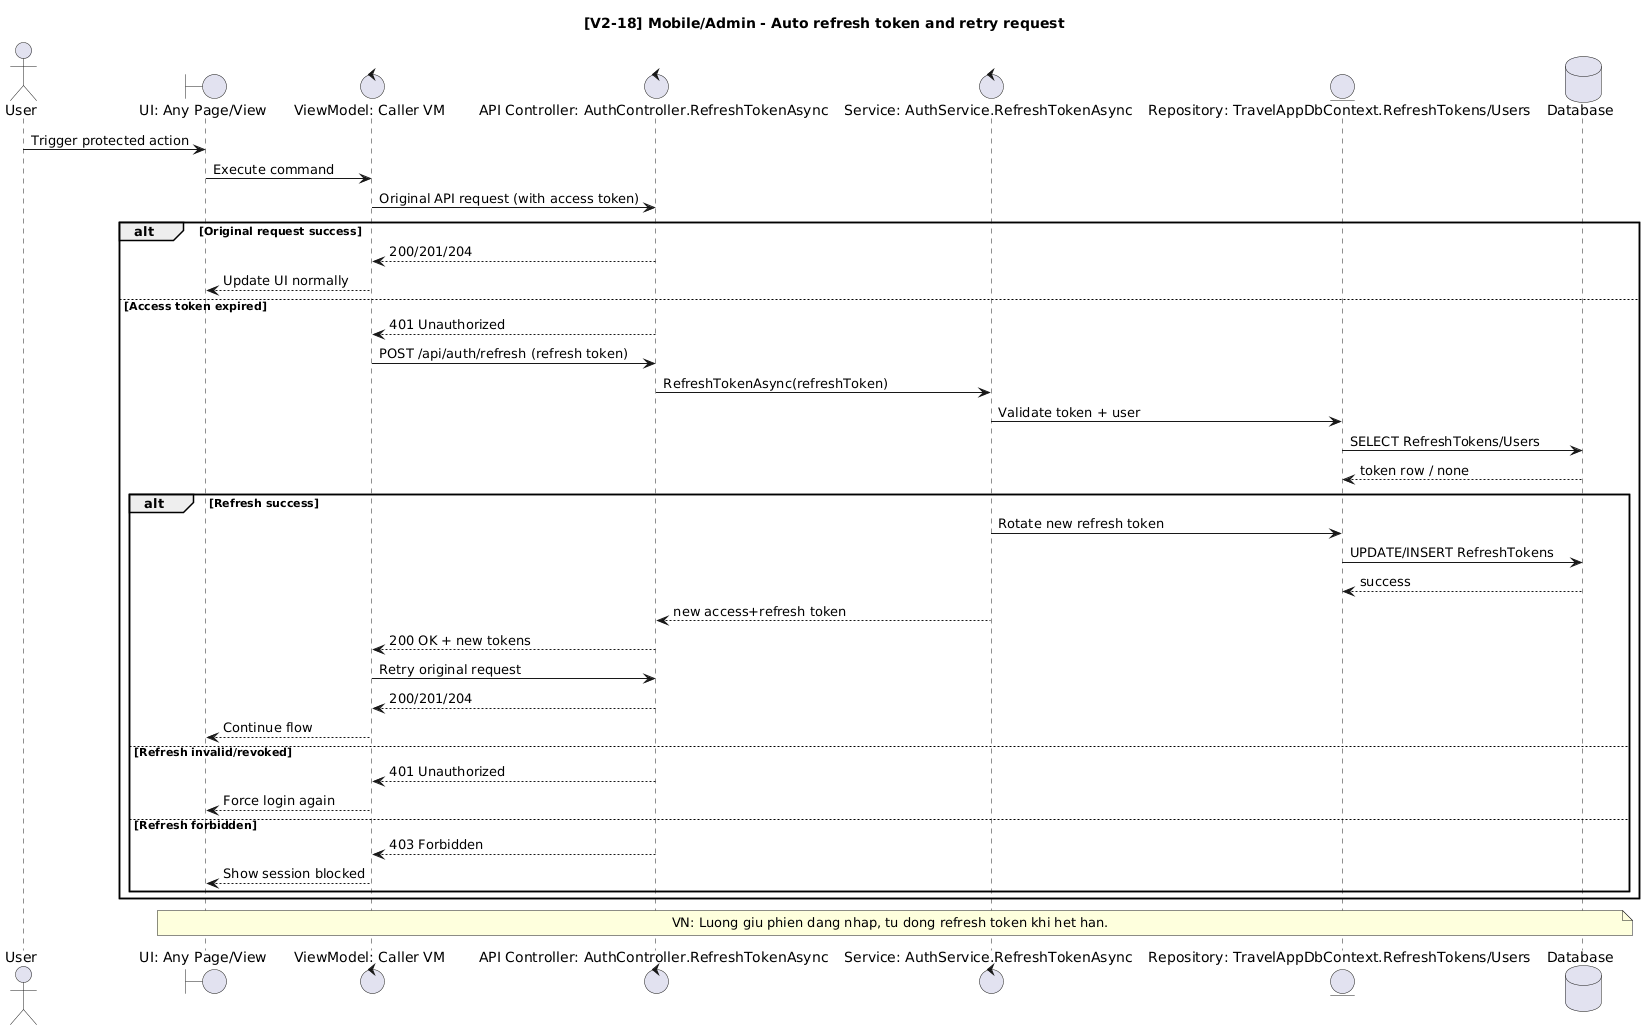 [V2-18] Mobile/Admin - Auto refresh token and retry request
User
UI: Any Page/View
ViewModel: Caller VM
API Controller: AuthController.RefreshTokenAsync
Service: AuthService.RefreshTokenAsync
Repository: TravelAppDbContext.RefreshTokens/Users
Database
Trigger protected action
Execute command
Original API request (with access token)
alt [Original request success]
200/201/204
Update UI normally
[Access token expired]
401 Unauthorized
POST /api/auth/refresh (refresh token)
RefreshTokenAsync(refreshToken)
Validate token + user
SELECT RefreshTokens/Users
token row / none
alt [Refresh success]
Rotate new refresh token
UPDATE/INSERT RefreshTokens
success
new access+refresh token
200 OK + new tokens
Retry original request
200/201/204
Continue flow
[Refresh invalid/revoked]
401 Unauthorized
Force login again
[Refresh forbidden]
403 Forbidden
Show session blocked
VN: Luong giu phien dang nhap, tu dong refresh token khi het han.
User
UI: Any Page/View
ViewModel: Caller VM
API Controller: AuthController.RefreshTokenAsync
Service: AuthService.RefreshTokenAsync
Repository: TravelAppDbContext.RefreshTokens/Users
Database